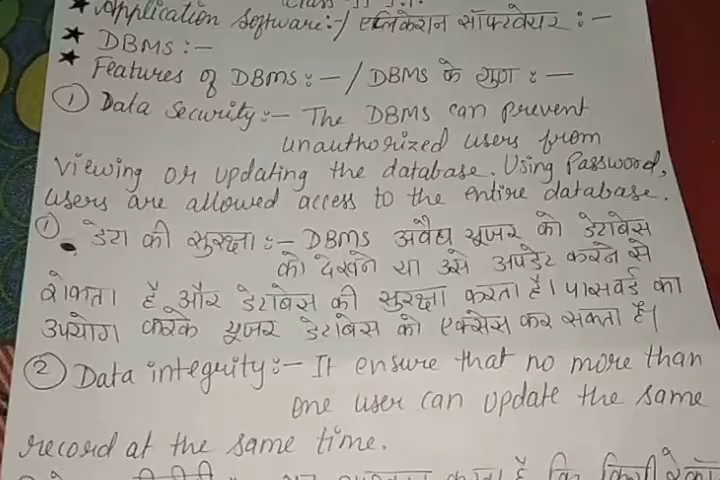 ★ Application Software:-/ एप्लिकेशन सॉफ्टवेयर :-
★ DBMS:-
★ Features of DBMS:-/DBMS के गुण :-
① Data Security:- The DBMS can prevent
unauthorized users from
viewing or updating the database. Using Password,
users are allowed access to the entire database.
① डेटा की सुरक्षा:- DBMS अवैध यूजर को डेटाबेस
को देखने या उसे अपडेट करने से
रोकता है और डेटाबेस की सुरक्षा करता है। पासवर्ड का
उपयोग करके यूजर डेटाबेस को एक्सेस कर सकता है।
② Data integrity:- It ensure that no more than
one user can update the same
record at the same time.
करता है कि किसी